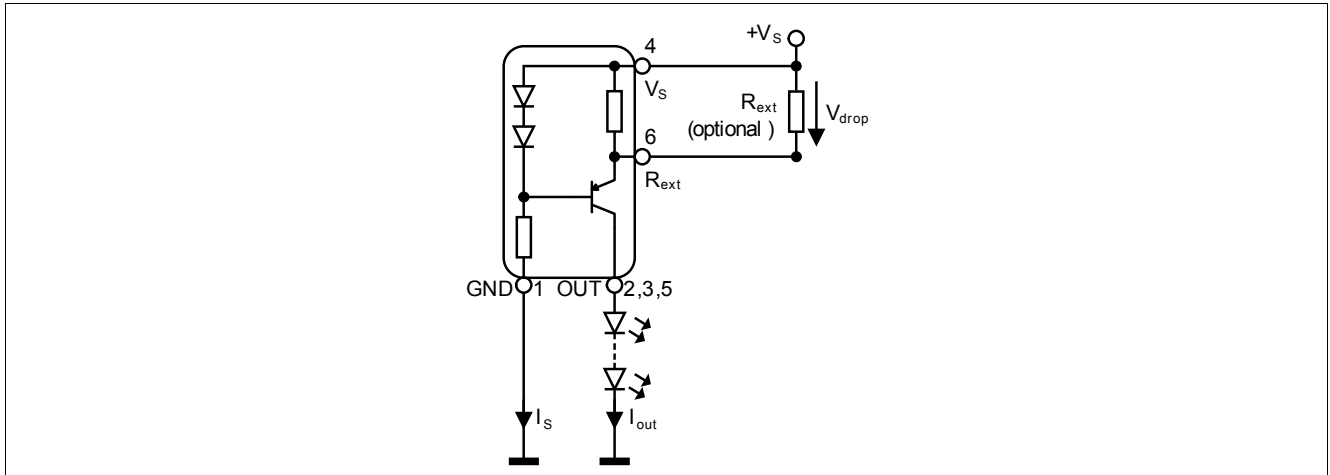 +VS
4
VS
Rext
(optional )
Vdrop
6
Rext
GND 1 OUT 2,3,5
IS
Iout